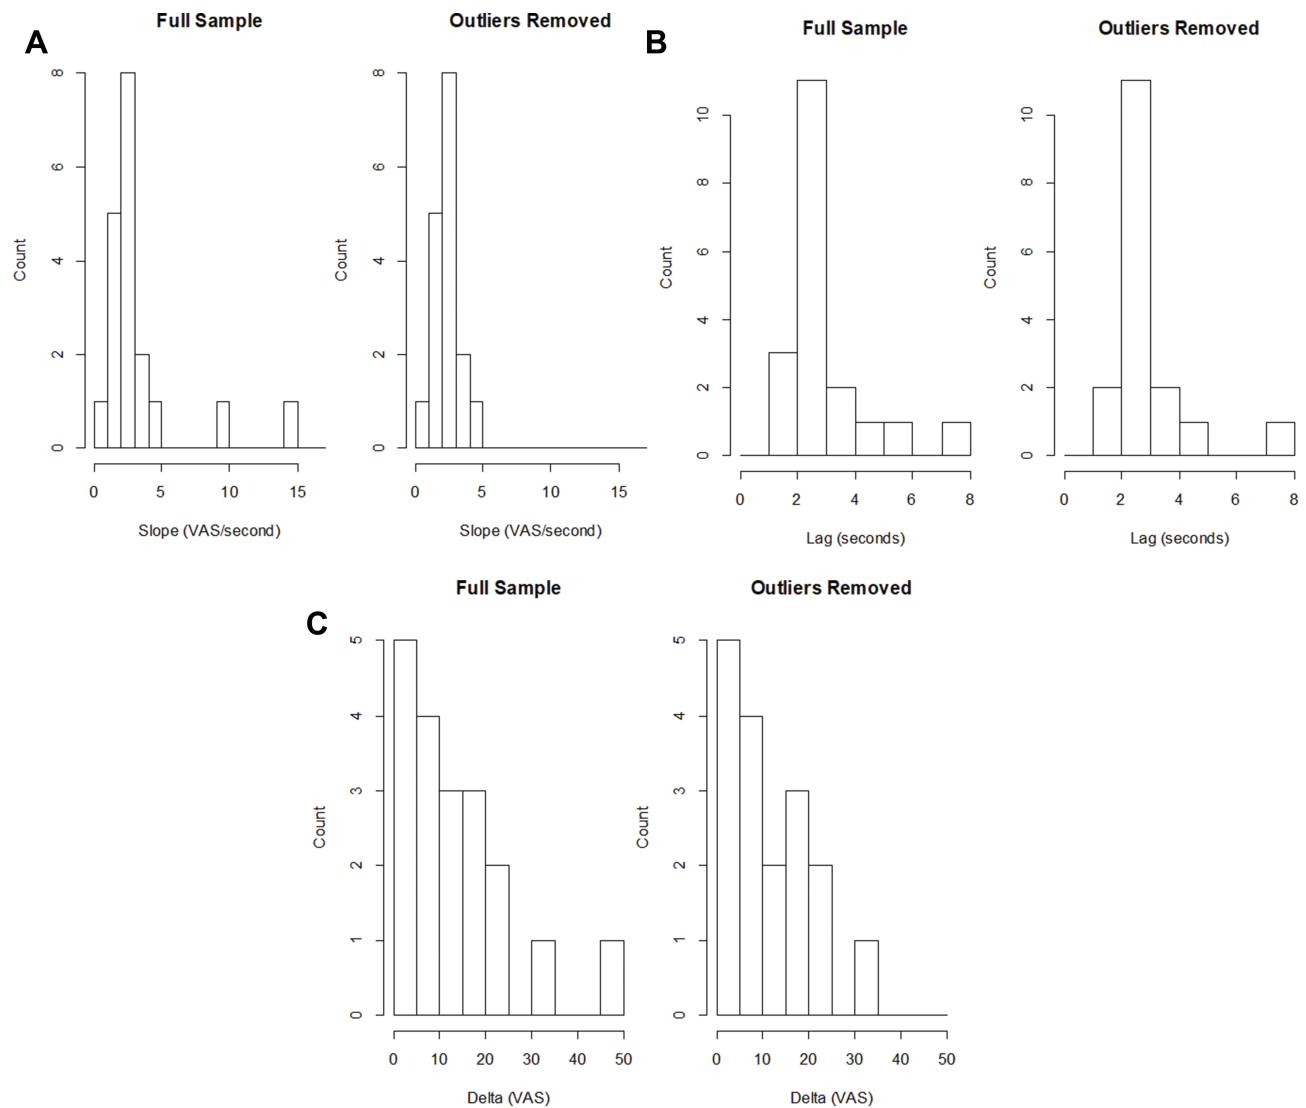 A
Full Sample
Count
8
6
4
2
0
0 5 10 15
Slope (VAS/second)
Outliers Removed
Count
8
6
4
2
0
0 5 10 15
Slope (VAS/second)
B
Full Sample
Count
10
8
6
4
2
0
0 2 4 6 8
Lag (seconds)
Outliers Removed
Count
10
8
6
4
2
0
0 2 4 6 8
Lag (seconds)
C
Full Sample
Count
5
4
3
2
1
0
0 10 20 30 40 50
Delta (VAS)
Outliers Removed
Count
5
4
3
2
1
0
0 10 20 30 40 50
Delta (VAS)